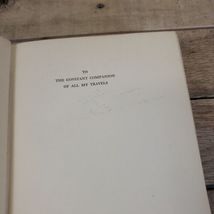 TO
THE CONSTANT COMPANION
OF ALL MY TRAVELS